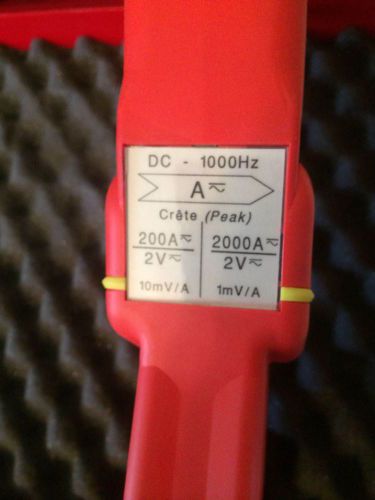 DC - 1000Hz
A⏦
Crête (Peak)
200A⏦ 2000A⏦
2V⏦ 2V⏦
10mV/A 1mV/A